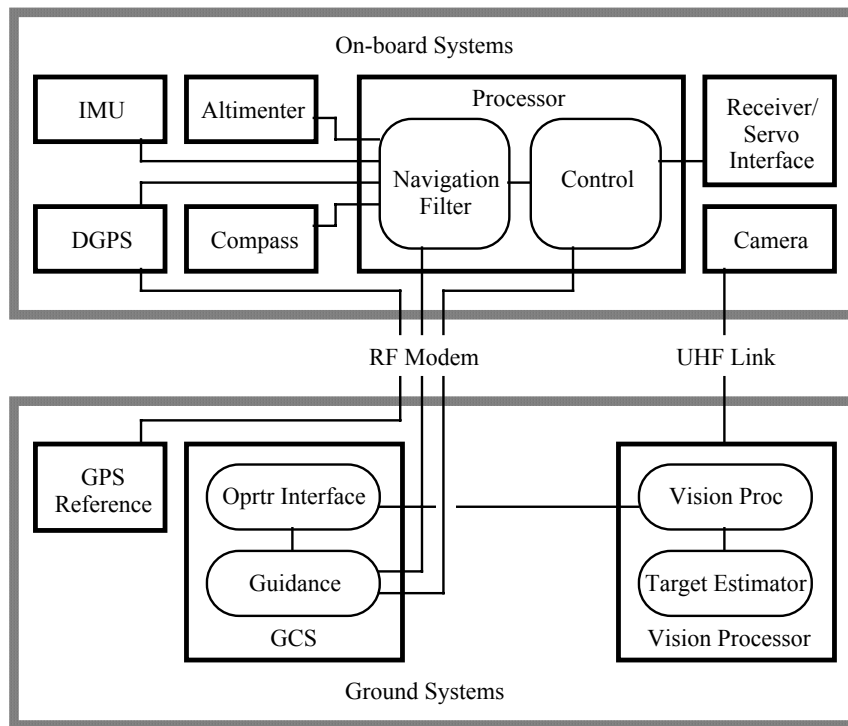 On-board Systems
IMU
Altimenter
Processor
Receiver/
Servo
Interface
Navigation
Filter
Control
DGPS
Compass
Camera
RF Modem
UHF Link
GPS
Reference
Oprtr Interface
Vision Proc
Guidance
Target Estimator
GCS
Vision Processor
Ground Systems